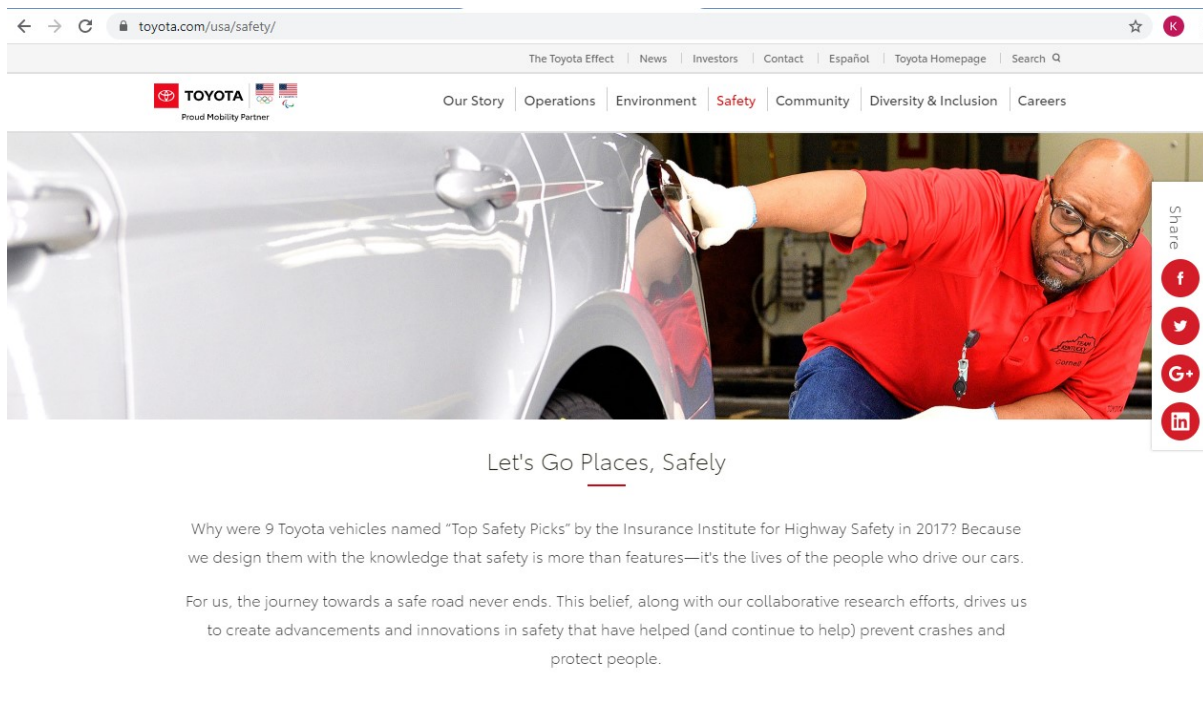 toyota.com/usa/safety/
K
The Toyota Effect | News | Investors | Contact | Español | Toyota Homepage | Search
TOYOTA
Proud Mobility Partner
Our Story | Operations | Environment | Safety | Community | Diversity & Inclusion | Careers
Share
f
G+
in
TEAM
KENTUCKY
Let's Go Places, Safely
Why were 9 Toyota vehicles named “Top Safety Picks” by the Insurance Institute for Highway Safety in 2017? Because
we design them with the knowledge that safety is more than features—it's the lives of the people who drive our cars.
For us, the journey towards a safe road never ends. This belief, along with our collaborative research efforts, drives us
to create advancements and innovations in safety that have helped (and continue to help) prevent crashes and
protect people.